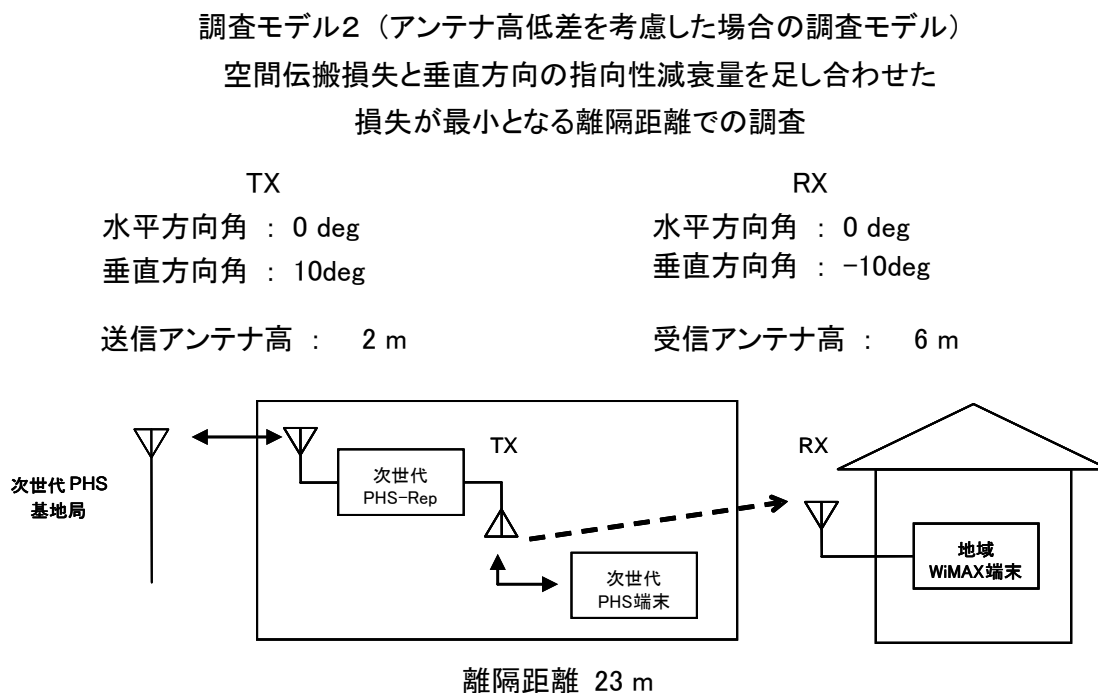 調査モデル２（アンテナ高低差を考慮した場合の調査モデル）
空間伝搬損失と垂直方向の指向性減衰量を足し合わせた
損失が最小となる離隔距離での調査
TX
水平方向角 ： 0 deg
垂直方向角 ： 10deg
送信アンテナ高 ： 2 m
RX
水平方向角 ： 0 deg
垂直方向角 ： -10deg
受信アンテナ高 ： 6 m
次世代 PHS
基地局
次世代
PHS-Rep
TX
次世代
PHS端末
RX
地域
WiMAX端末
離隔距離 23 m